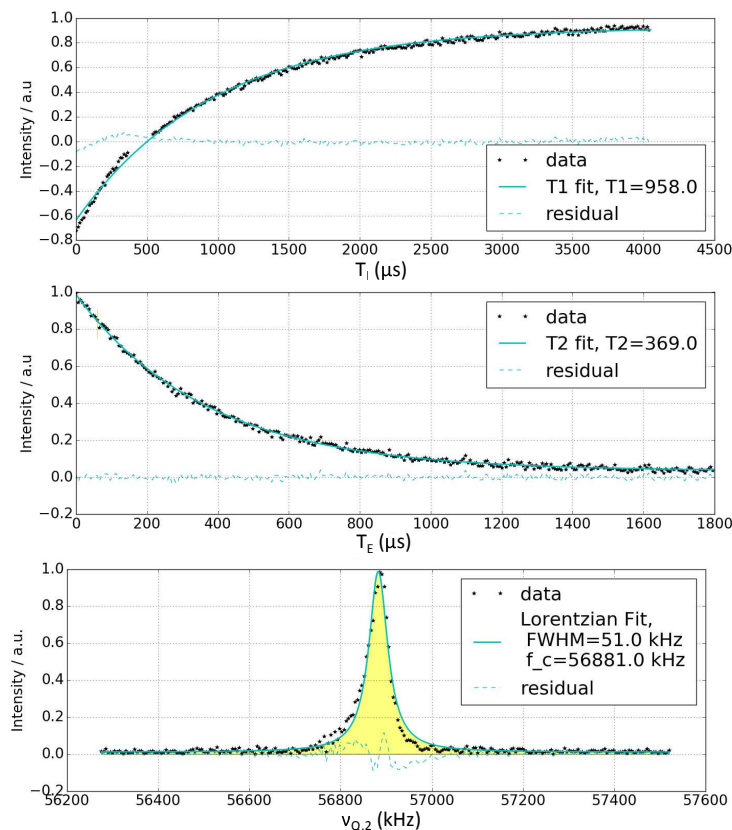 1.0
0.8
0.6
0.4
0.2
0.0
−0.2
−0.4
−0.6
−0.8
Intensity / a.u
data
T1 fit, T1=958.0
residual
0 500 1000 1500 2000 2500 3000 3500 4000 4500
T_I (μs)
1.0
0.8
0.6
0.4
0.2
0.0
−0.2
Intensity / a.u
data
T2 fit, T2=369.0
residual
0 200 400 600 800 1000 1200 1400 1600 1800
T_E (μs)
1.0
0.8
0.6
0.4
0.2
0.0
−0.2
Intensity / a.u.
data
Lorentzian Fit,
FWHM=51.0 kHz
f_c=56881.0 kHz
residual
56200 56400 56600 56800 57000 57200 57400 57600
ν_Q,2 (kHz)